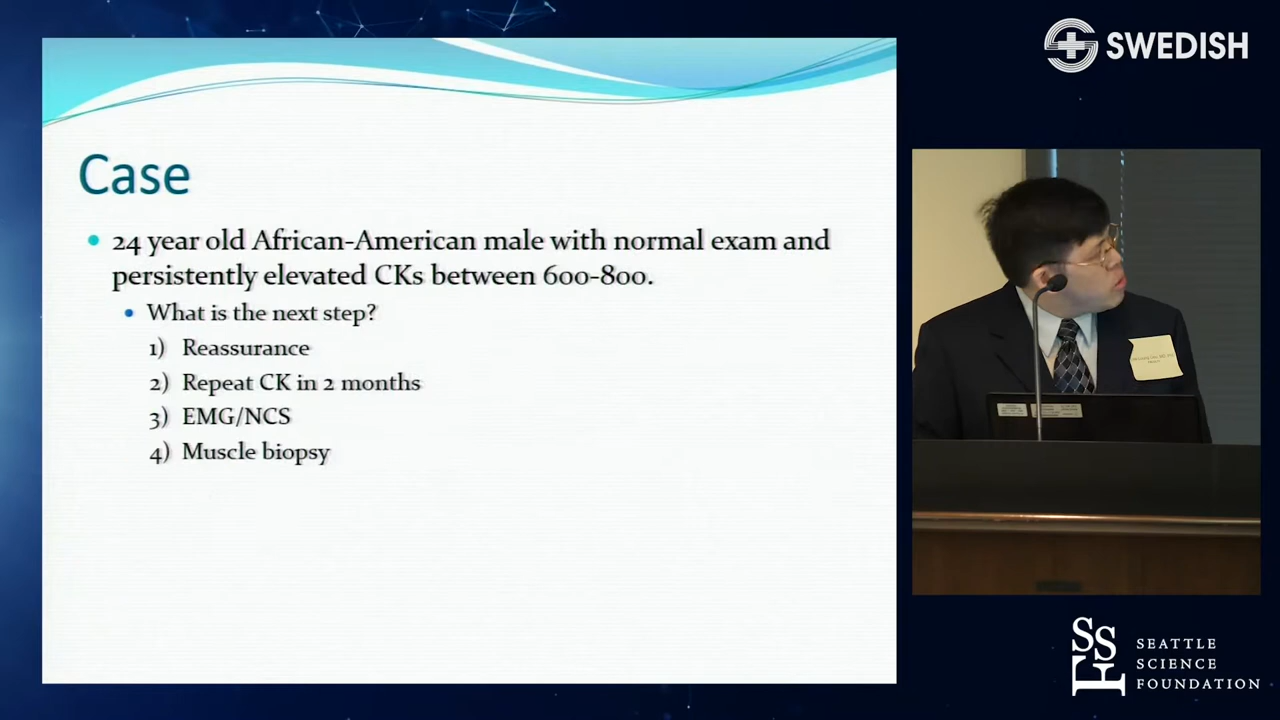 SWEDISH
Case
24 year old African-American male with normal exam and
persistently elevated CKs between 600-800.
What is the next step?
1) Reassurance
2) Repeat CK in 2 months
3) EMG/NCS
4) Muscle biopsy
SSF
SEATTLE
SCIENCE
FOUNDATION